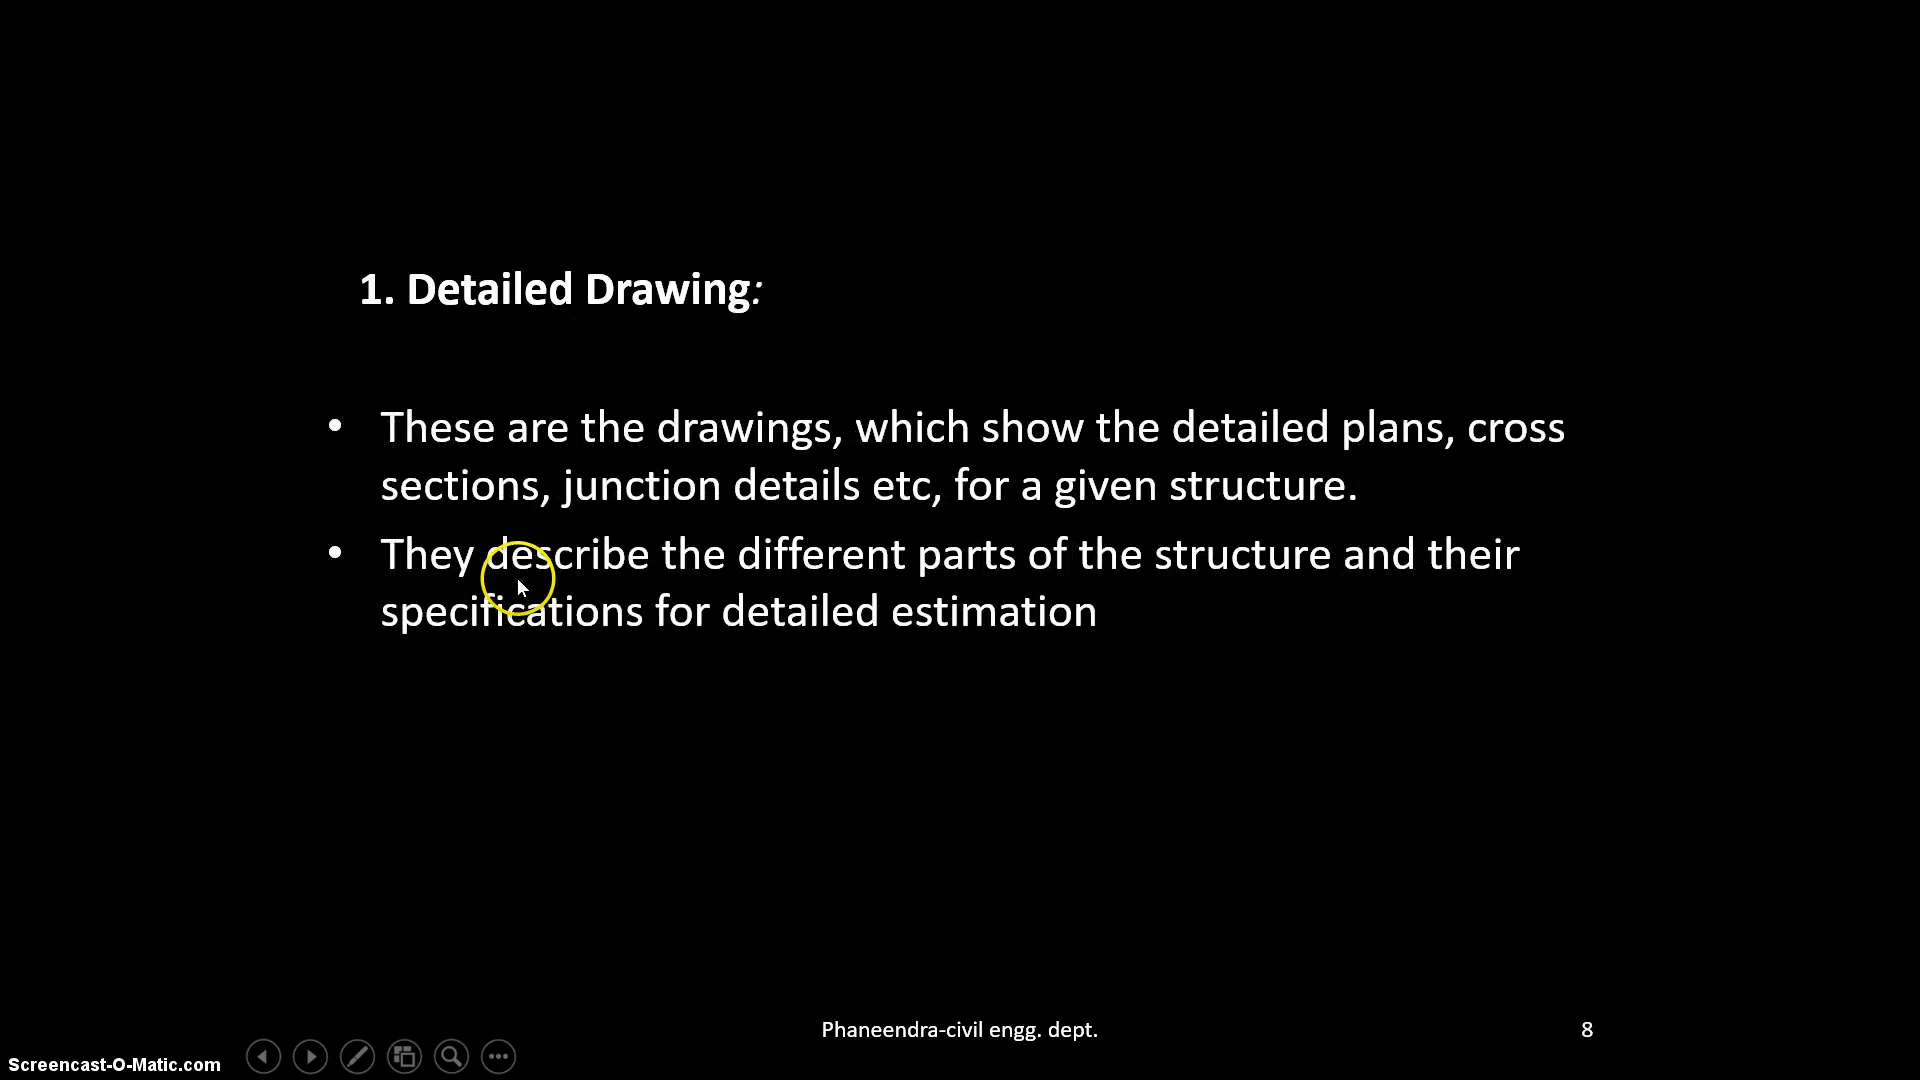 1. Detailed Drawing:
• These are the drawings, which show the detailed plans, cross
sections, junction details etc, for a given structure.
• They describe the different parts of the structure and their
specifications for detailed estimation
Phaneendra-civil engg. dept.
8
Screencast-O-Matic.com